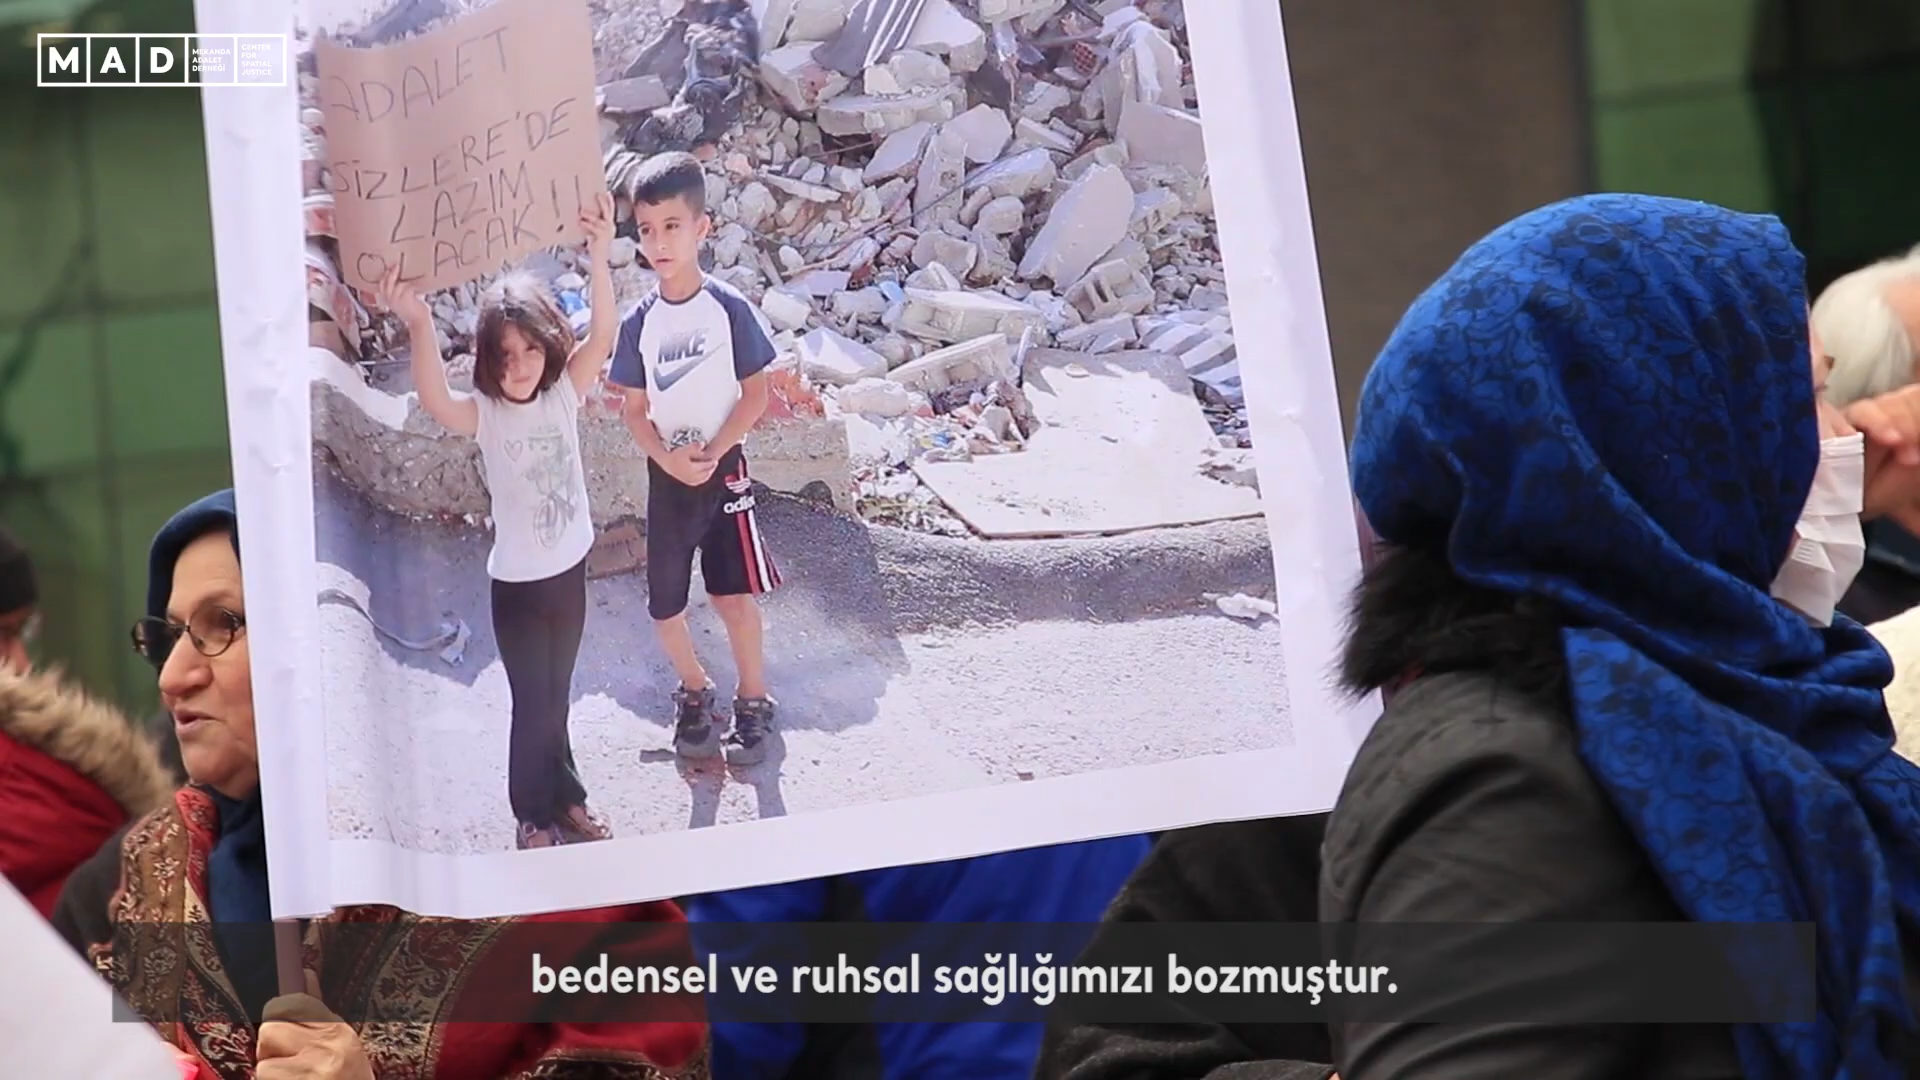 MAD
MEKANDA
ADALET
DERNEĞİ
CENTER
FOR
SPATIAL
JUSTICE
ADALET
SİZLERE'DE
LAZIM
OLACAK!!
NIKE
adidas
bedensel ve ruhsal sağlığımızı bozmuştur.